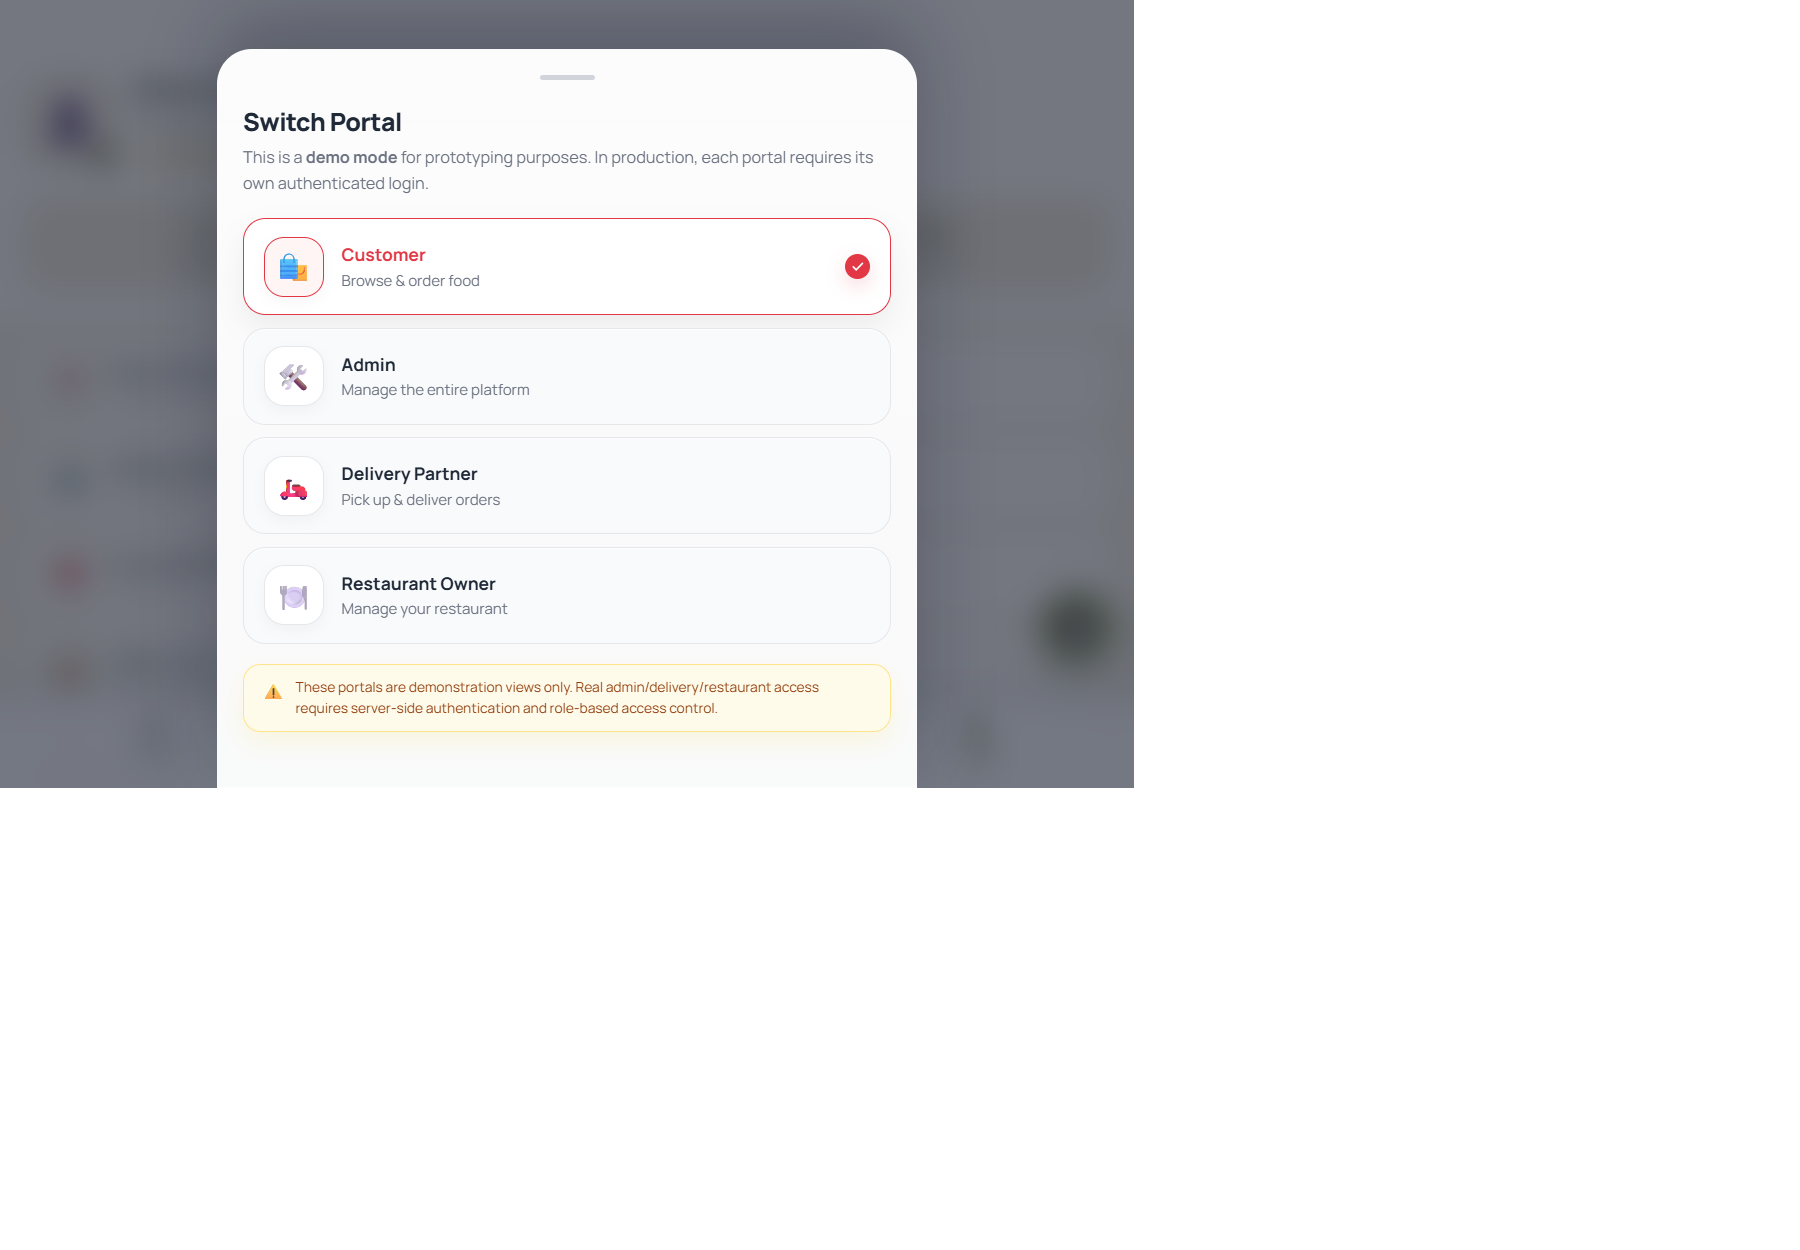 Switch Portal
This is a demo mode for prototyping purposes. In production, each portal requires its
own authenticated login.
Customer
Browse & order food
Admin
Manage the entire platform
Delivery Partner
Pick up & deliver orders
Restaurant Owner
Manage your restaurant
These portals are demonstration views only. Real admin/delivery/restaurant access
requires server-side authentication and role-based access control.